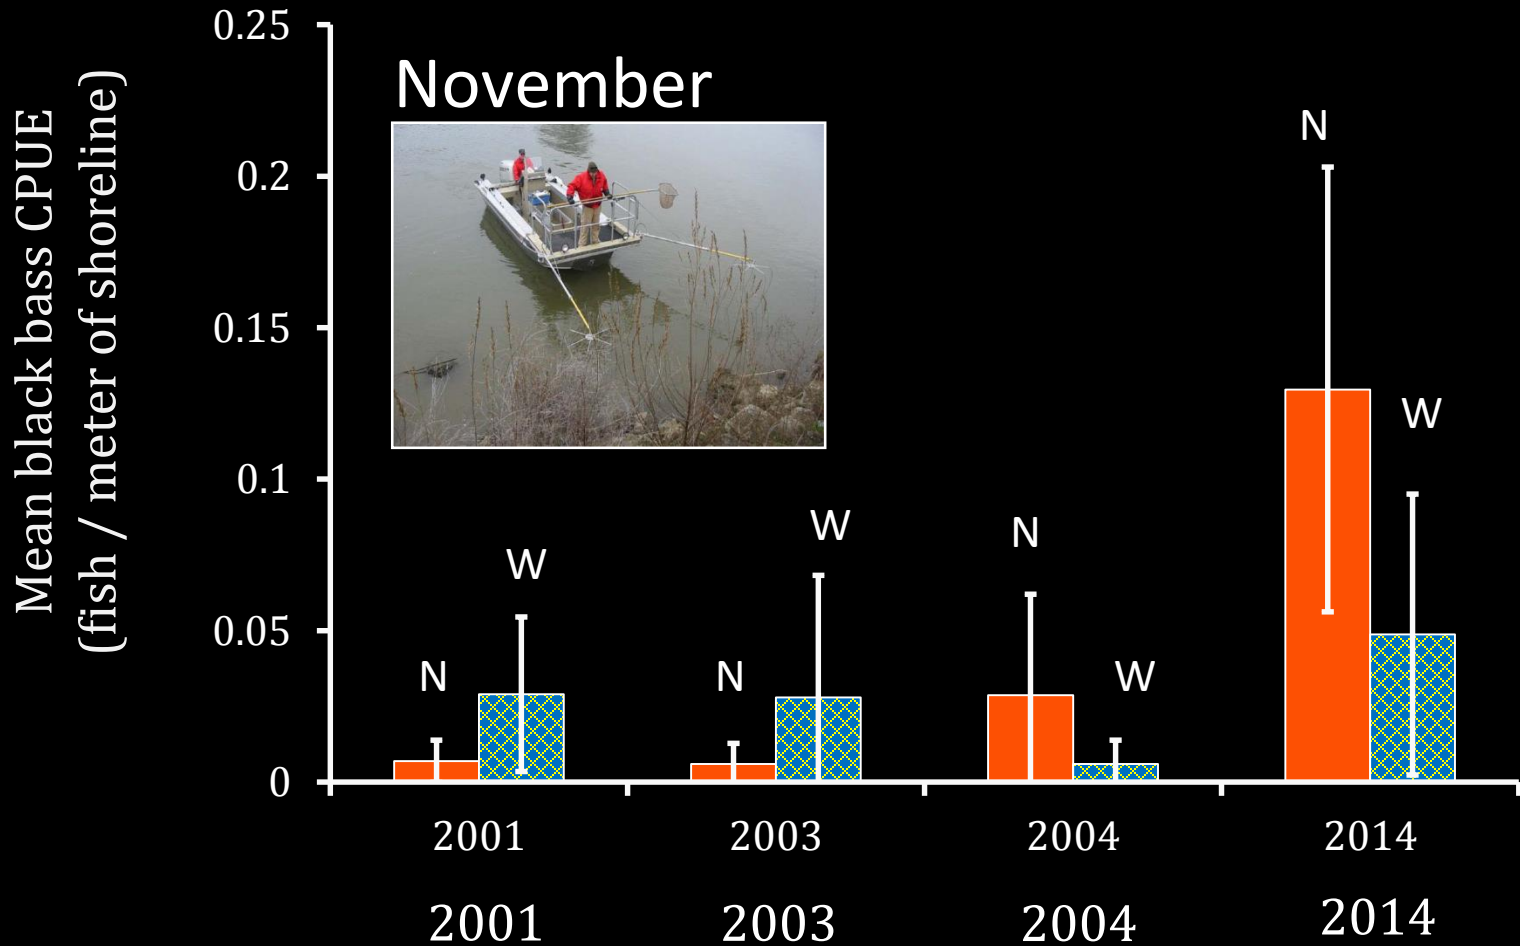 Mean black bass CPUE
(fish / meter of shoreline)
0.25
0.2
0.15
0.1
0.05
0
November
N
W
N
W
N
W
N
W
2001
2003
2004
2014
2001
2003
2004
2014